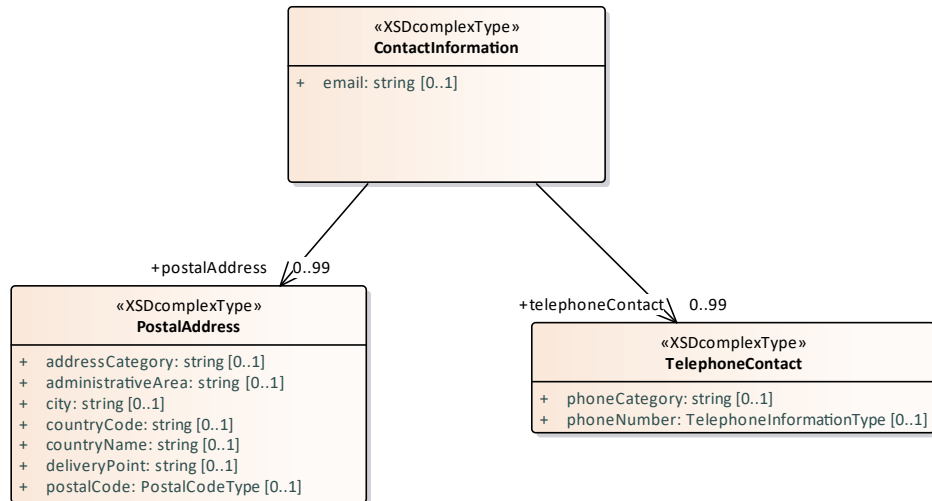 «XSDcomplexType»
ContactInformation
+ email: string [0..1]
+postalAddress 0..99
+telephoneContact 0..99
«XSDcomplexType»
PostalAddress
+ addressCategory: string [0..1]
+ administrativeArea: string [0..1]
+ city: string [0..1]
+ countryCode: string [0..1]
+ countryName: string [0..1]
+ deliveryPoint: string [0..1]
+ postalCode: PostalCodeType [0..1]
«XSDcomplexType»
TelephoneContact
+ phoneCategory: string [0..1]
+ phoneNumber: TelephoneInformationType [0..1]